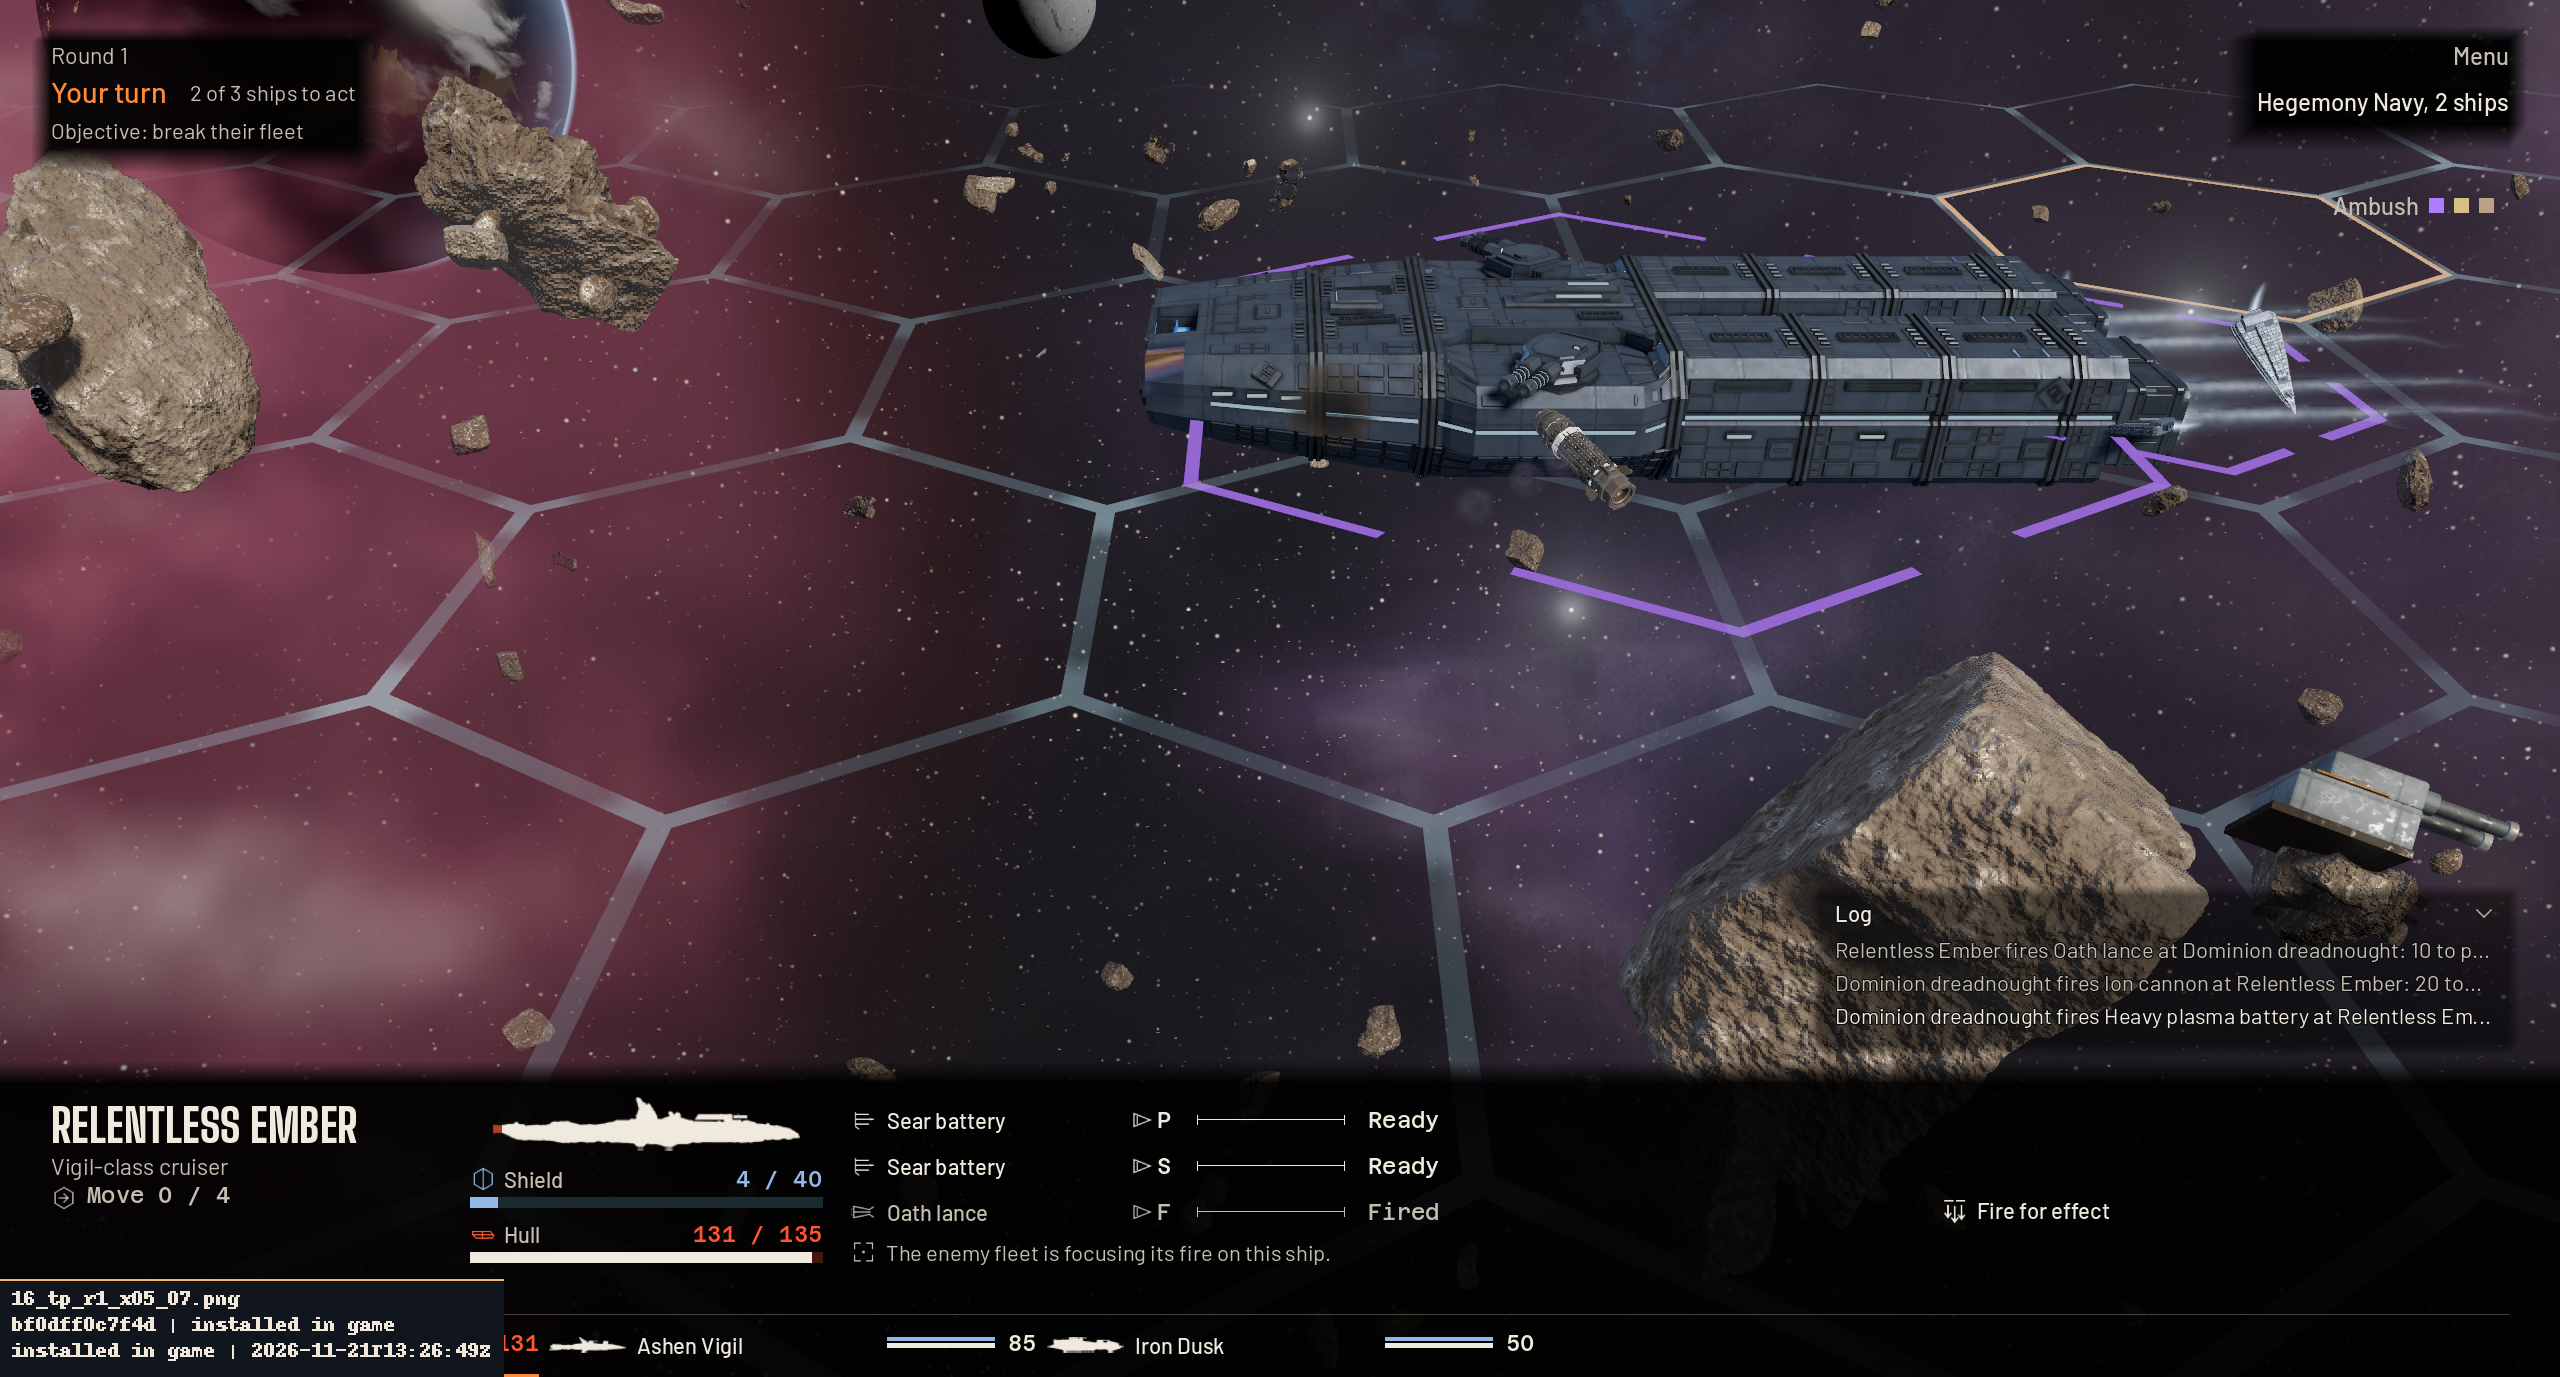 Round 1
Your turn 2 of 3 ships to act
Objective: break their fleet
Menu
Hegemony Navy, 2 ships
Ambush
Log
Relentless Ember fires Oath lance at Dominion dreadnought: 10 to p...
Dominion dreadnought fires Ion cannon at Relentless Ember: 20 to...
Dominion dreadnought fires Heavy plasma battery at Relentless Em...
RELENTLESS EMBER
Vigil-class cruiser
Move 0 / 4
Shield 4 / 40
Hull 131 / 135
Sear battery P Ready
Sear battery S Ready
Oath lance F Fired
The enemy fleet is focusing its fire on this ship.
Fire for effect
16_tp_r1_x05_07.png
bf0dff0c7f4d | installed in game
installed in game | 2026-11-21T13:26:49Z
131 Ashen Vigil 85 Iron Dusk 50